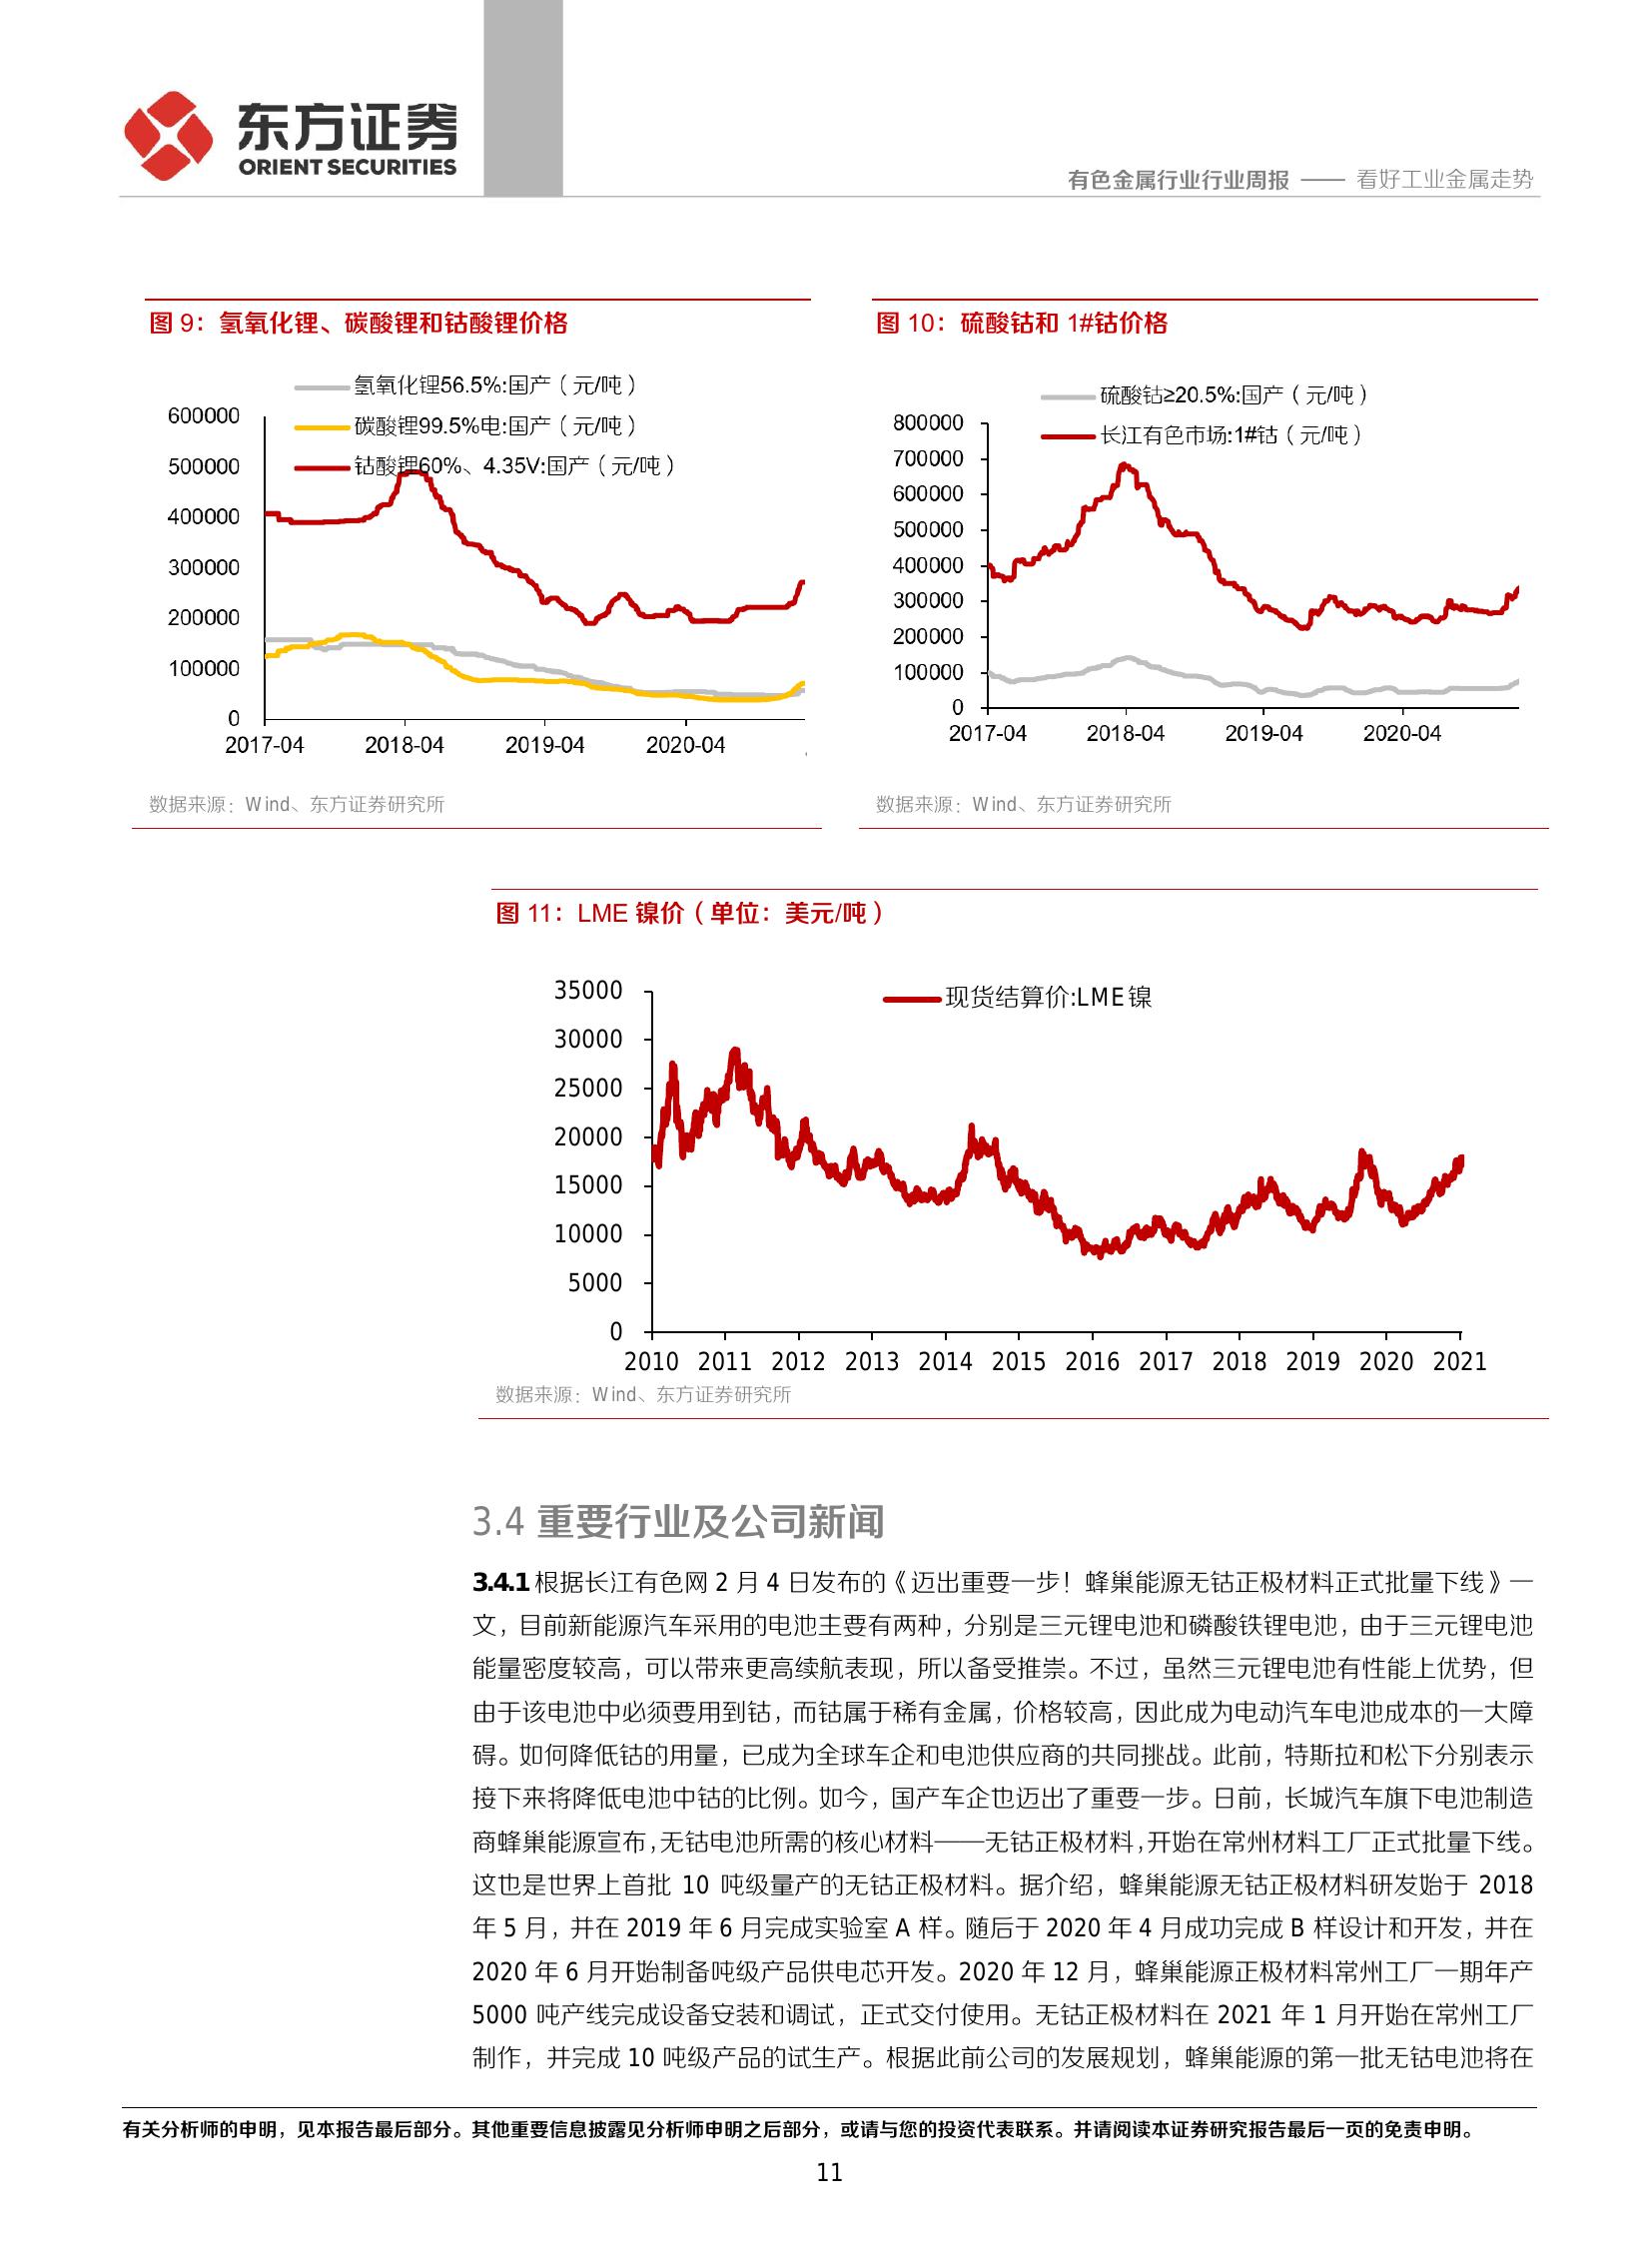 东方证券
ORIENT SECURITIES
有色金属行业行业周报 —— 看好工业金属走势
图 9：氢氧化锂、碳酸锂和钴酸锂价格
氢氧化锂56.5%:国产（元/吨）
碳酸锂99.5%电:国产（元/吨）
钴酸锂60%、4.35V:国产（元/吨）
600000
500000
400000
300000
200000
100000
0
2017-04 2018-04 2019-04 2020-04
数据来源：Wind、东方证券研究所
图 10：硫酸钴和 1#钴价格
硫酸钴≥20.5%:国产（元/吨）
长江有色市场:1#钴（元/吨）
800000
700000
600000
500000
400000
300000
200000
100000
0
2017-04 2018-04 2019-04 2020-04
数据来源：Wind、东方证券研究所
图 11：LME 镍价（单位：美元/吨）
现货结算价:LME镍
35000
30000
25000
20000
15000
10000
5000
0
2010 2011 2012 2013 2014 2015 2016 2017 2018 2019 2020 2021
数据来源：Wind、东方证券研究所
3.4 重要行业及公司新闻
3.4.1 根据长江有色网 2 月 4 日发布的《迈出重要一步！蜂巢能源无钴正极材料正式批量下线》一
文，目前新能源汽车采用的电池主要有两种，分别是三元锂电池和磷酸铁锂电池，由于三元锂电池
能量密度较高，可以带来更高续航表现，所以备受推崇。不过，虽然三元锂电池有性能上优势，但
由于该电池中必须要用到钴，而钴属于稀有金属，价格较高，因此成为电动汽车电池成本的一大障
碍。如何降低钴的用量，已成为全球车企和电池供应商的共同挑战。此前，特斯拉和松下分别表示
接下来将降低电池中钴的比例。如今，国产车企也迈出了重要一步。日前，长城汽车旗下电池制造
商蜂巢能源宣布，无钴电池所需的核心材料——无钴正极材料，开始在常州材料工厂正式批量下线。
这也是世界上首批 10 吨级量产的无钴正极材料。据介绍，蜂巢能源无钴正极材料研发始于 2018
年 5 月，并在 2019 年 6 月完成实验室 A 样。随后于 2020 年 4 月成功完成 B 样设计和开发，并在
2020 年 6 月开始制备吨级产品供电芯开发。2020 年 12 月，蜂巢能源正极材料常州工厂一期年产
5000 吨产线完成设备安装和调试，正式交付使用。无钴正极材料在 2021 年 1 月开始在常州工厂
制作，并完成 10 吨级产品的试生产。根据此前公司的发展规划，蜂巢能源的第一批无钴电池将在
有关分析师的申明，见本报告最后部分。其他重要信息披露见分析师申明之后部分，或请与您的投资代表联系。并请阅读本证券研究报告最后一页的免责申明。
11